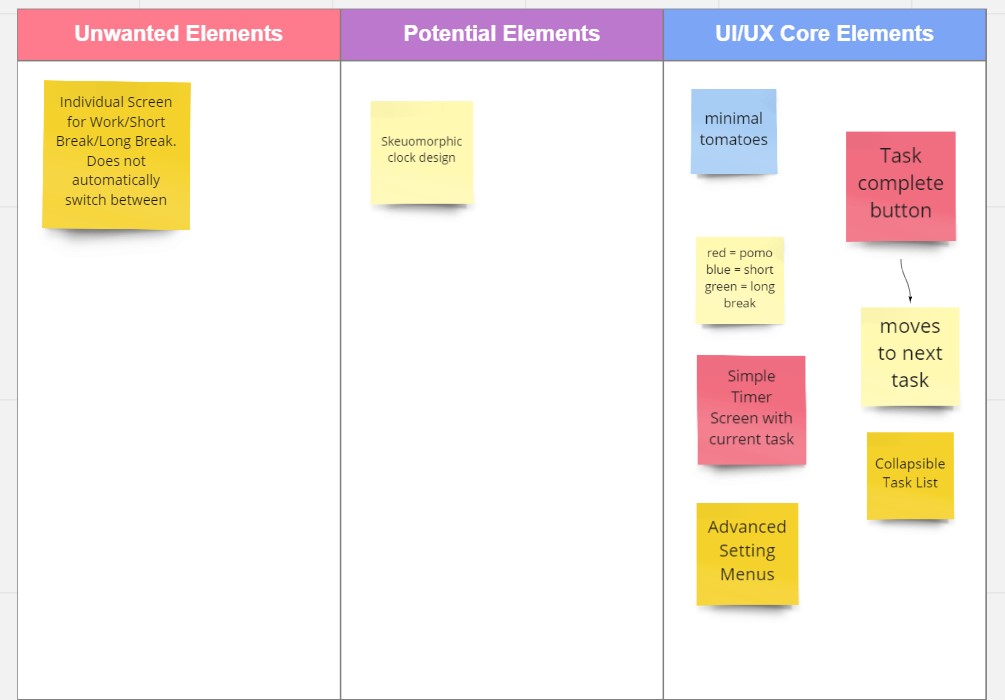 Unwanted Elements
Potential Elements
UI/UX Core Elements
Individual Screen
for Work/Short
Break/Long Break.
Does not
automatically
switch between
Skeuomorphic
clock design
minimal
tomatoes
Task
complete
button
red = pomo
blue = short
green = long
break
moves
to next
task
Simple
Timer
Screen with
current task
Collapsible
Task List
Advanced
Setting
Menus